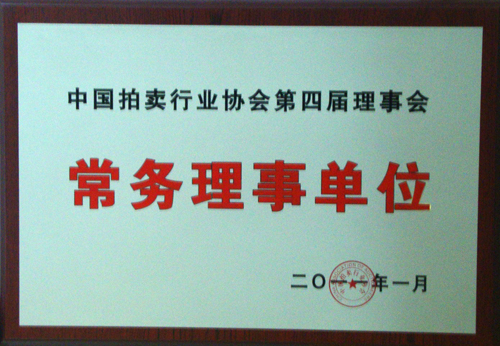 中国拍卖行业协会第四届理事会
常务理事单位
二〇一一年一月